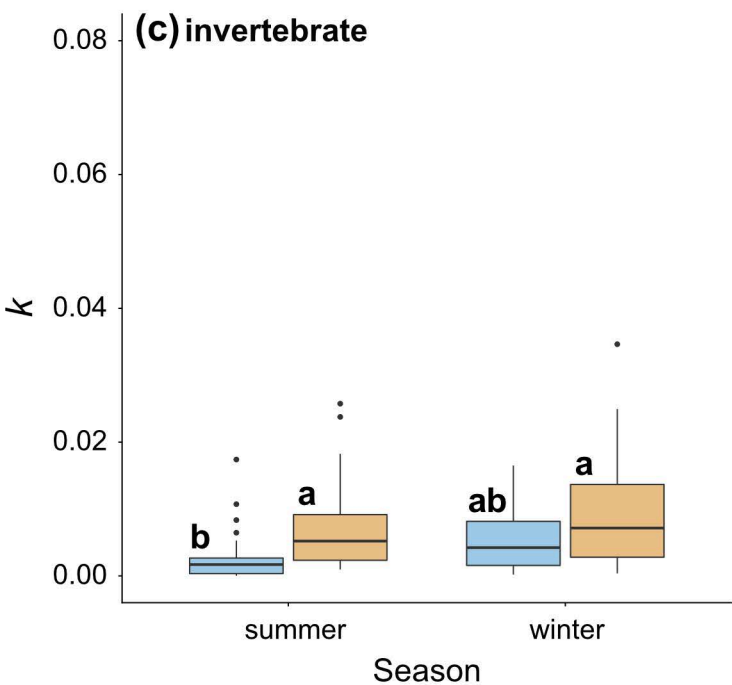 (c) invertebrate
0.08
0.06
0.04
0.02
0.00
k
b
a
ab
a
summer
winter
Season